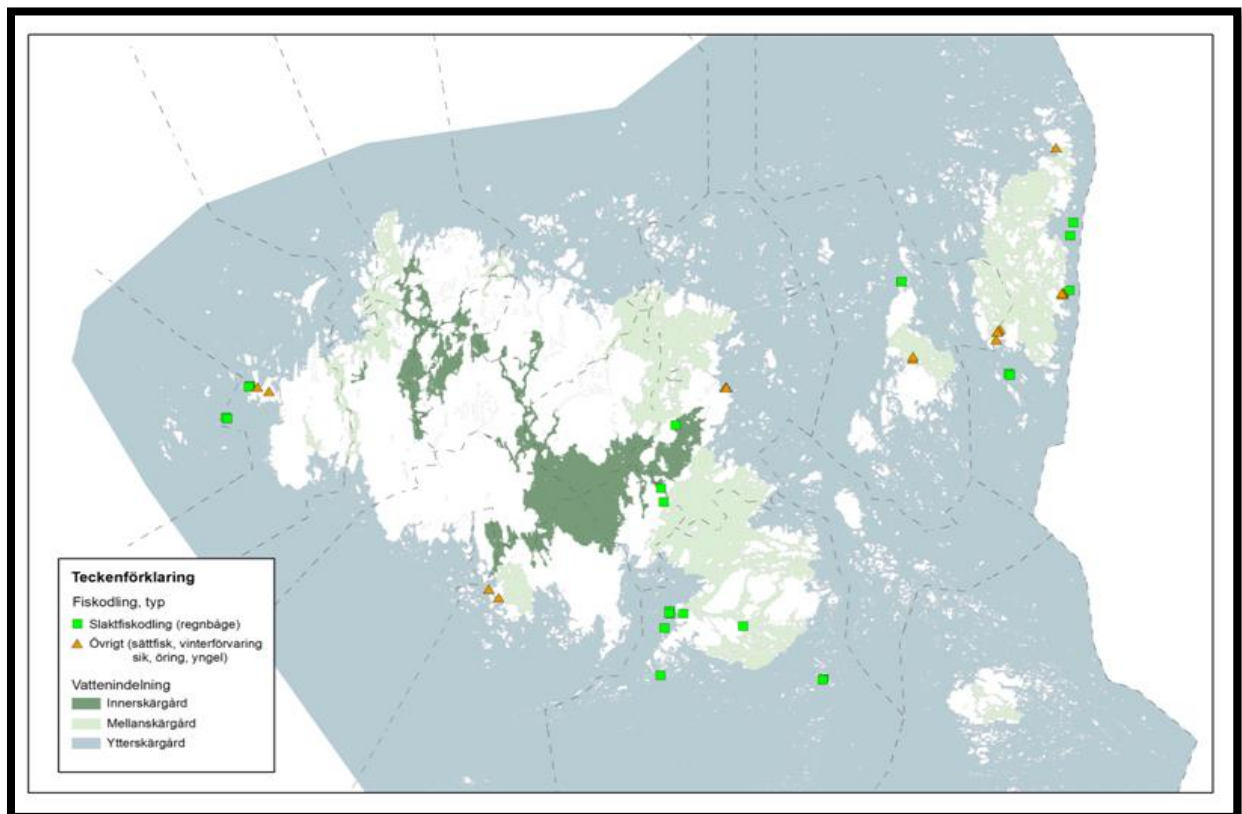 Teckenförklaring
Fiskodling, typ
Slaktfiskodling (regnbåge)
Övrigt (sättfisk, vinterförvaring
sik, öring, yngel)
Vattenindelning
Innerskärgård
Mellanskärgård
Ytterskärgård